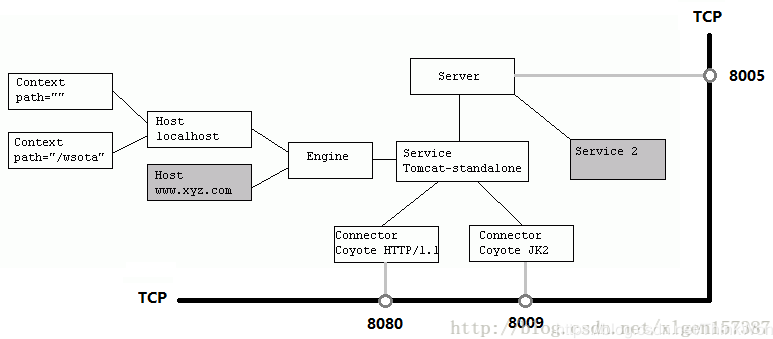 TCP
Server
8005
Context
path=""
Host
localhost
Context
path="/wsota"
Engine
Service
Tomcat-standalone
Service 2
Host
www.xyz.com
Connector
Coyote HTTP/1.1
Connector
Coyote JK2
TCP
8080
8009
http://blog.csdn.net/xlgen157387